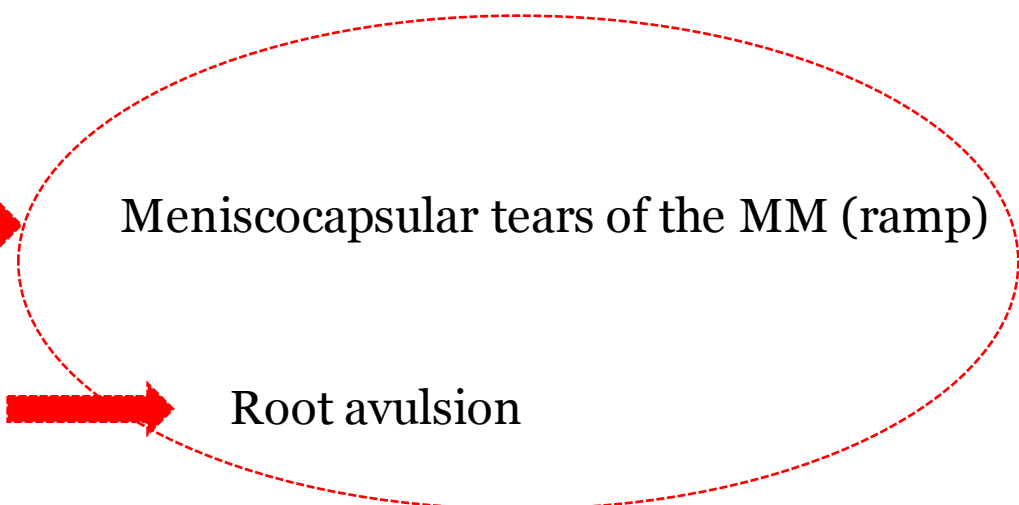 Meniscocapsular tears of the MM (ramp)
Root avulsion